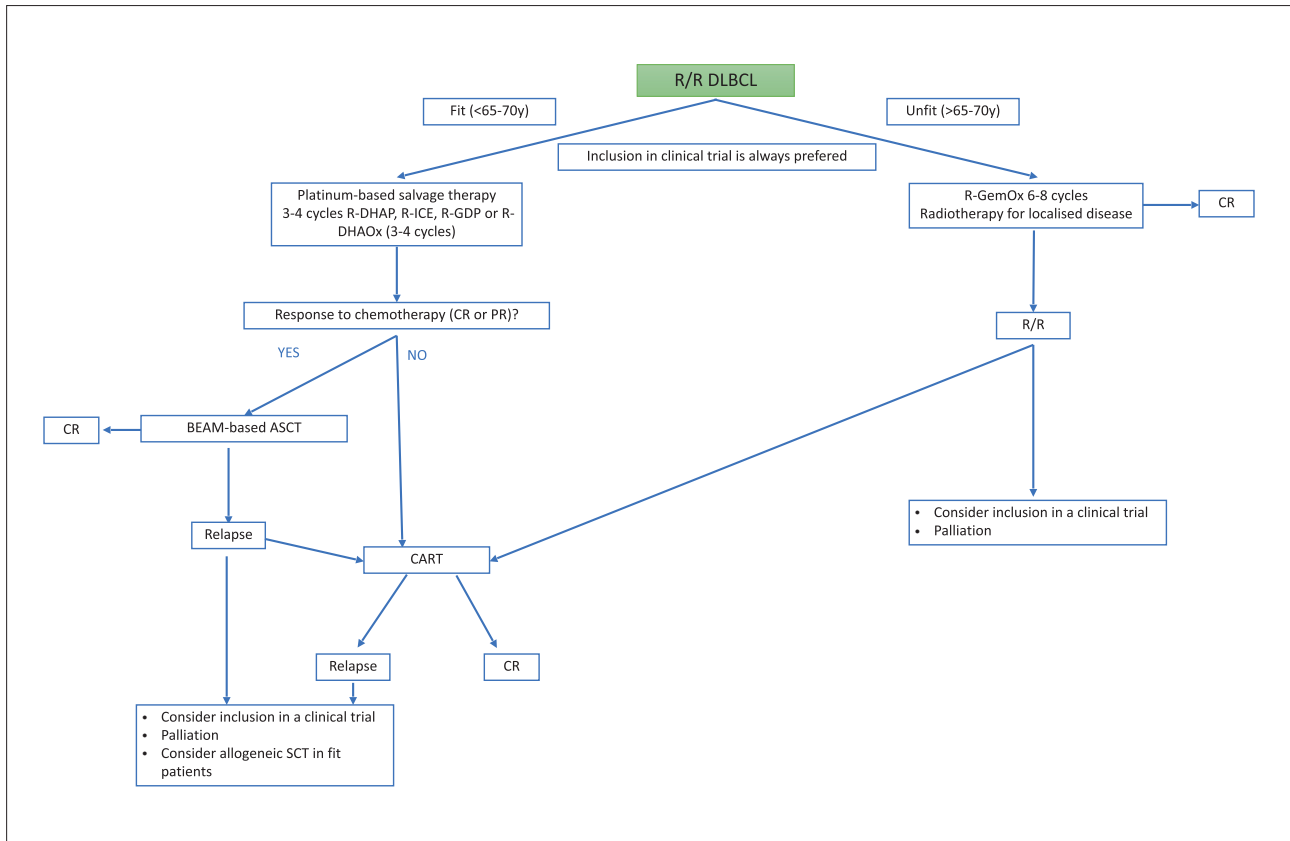 R/R DLBCL
Fit (<65-70y)
Unfit (>65-70y)
Inclusion in clinical trial is always prefered
Platinum-based salvage therapy
3-4 cycles R-DHAP, R-ICE, R-GDP or R-
DHAOx (3-4 cycles)
R-GemOx 6-8 cycles
Radiotherapy for localised disease
CR
Response to chemotherapy (CR or PR)?
R/R
YES
NO
CR
BEAM-based ASCT
Relapse
CART
• Consider inclusion in a clinical trial
• Palliation
Relapse
CR
• Consider inclusion in a clinical trial
• Palliation
• Consider allogeneic SCT in fit
patients